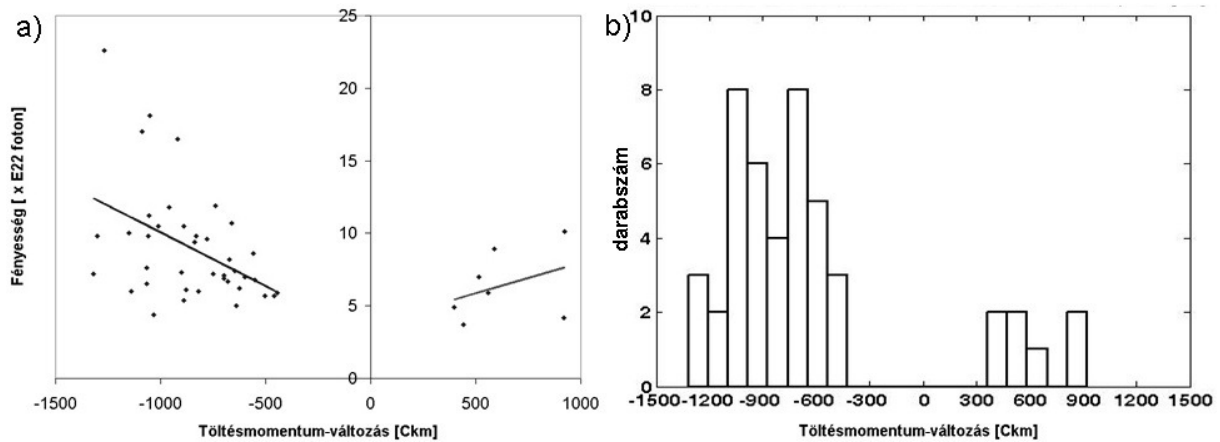 a)
Fényesség [ x E22 foton]
25
20
15
10
5
0
-1500 -1000 -500 0 500 1000
Töltésmomentum-változás [Ckm]
b)
darabszám
10
8
6
4
2
0
-1500 -1200 -900 -600 -300 0 300 600 900 1200 1500
Töltésmomentum-változás [Ckm]